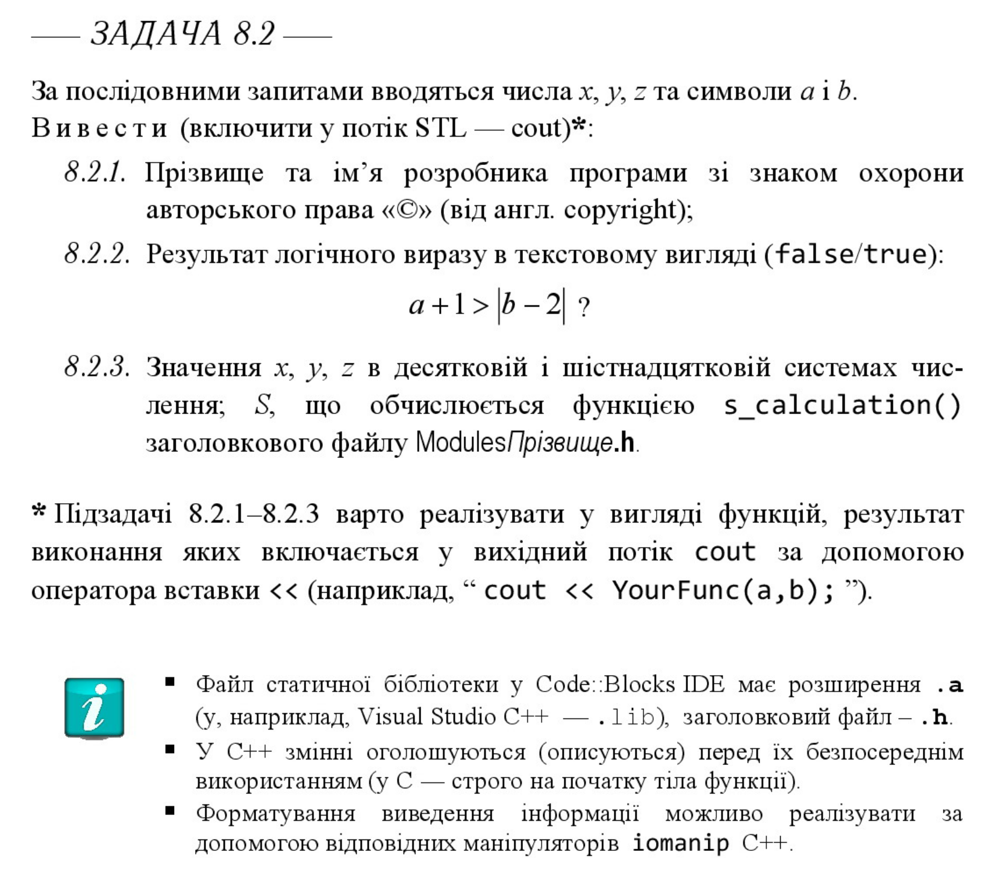 — ЗАДАЧА 8.2 —
За послідовними запитами вводяться числа x, y, z та символи a і b.
Вивести (включити у потік STL — cout)*:
8.2.1. Прізвище та ім’я розробника програми зі знаком охорони
авторського права «©» (від англ. copyright);
8.2.2. Результат логічного виразу в текстовому вигляді (false/true):
a + 1 > |b − 2| ?
8.2.3. Значення x, y, z в десятковій і шістнадцятковій системах чис-
лення; S, що обчислюється функцією s_calculation()
заголовкового файлу ModulesПрізвище.h.
* Підзадачі 8.2.1–8.2.3 варто реалізувати у вигляді функцій, результат
виконання яких включається у вихідний потік cout за допомогою
оператора вставки << (наприклад, “ cout << YourFunc(a,b); ”).
▪ Файл статичної бібліотеки у Code::Blocks IDE має розширення .a
(у, наприклад, Visual Studio C++ — .lib), заголовковий файл – .h.
▪ У C++ змінні оголошуються (описуються) перед їх безпосереднім
використанням (у C — строго на початку тіла функції).
▪ Форматування виведення інформації можливо реалізувати за
допомогою відповідних маніпуляторів iomanip C++.